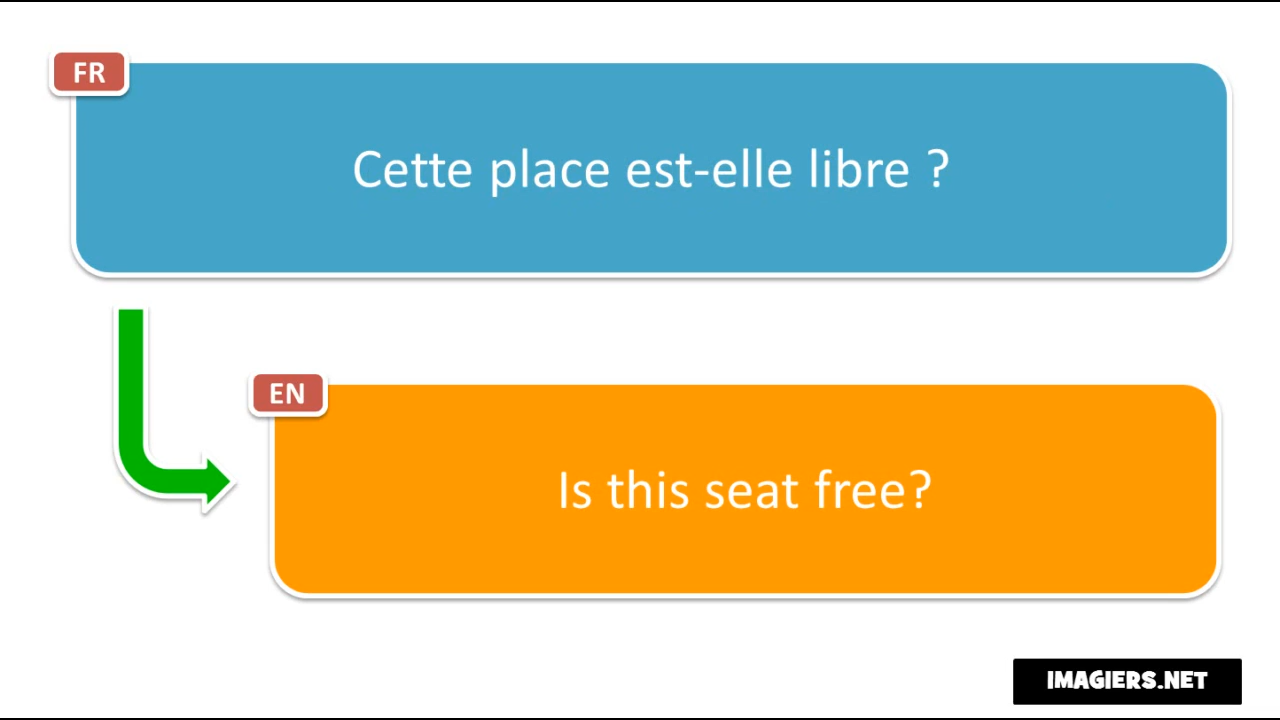 FR
Cette place est-elle libre ?
EN
Is this seat free?
IMAGIERS.NET